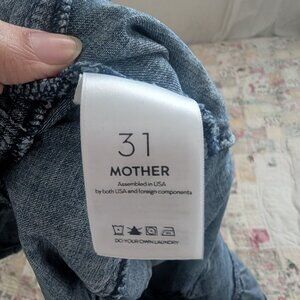 31
MOTHER
Assembled in USA
by both USA and foreign components
DO YOUR OWN LAUNDRY